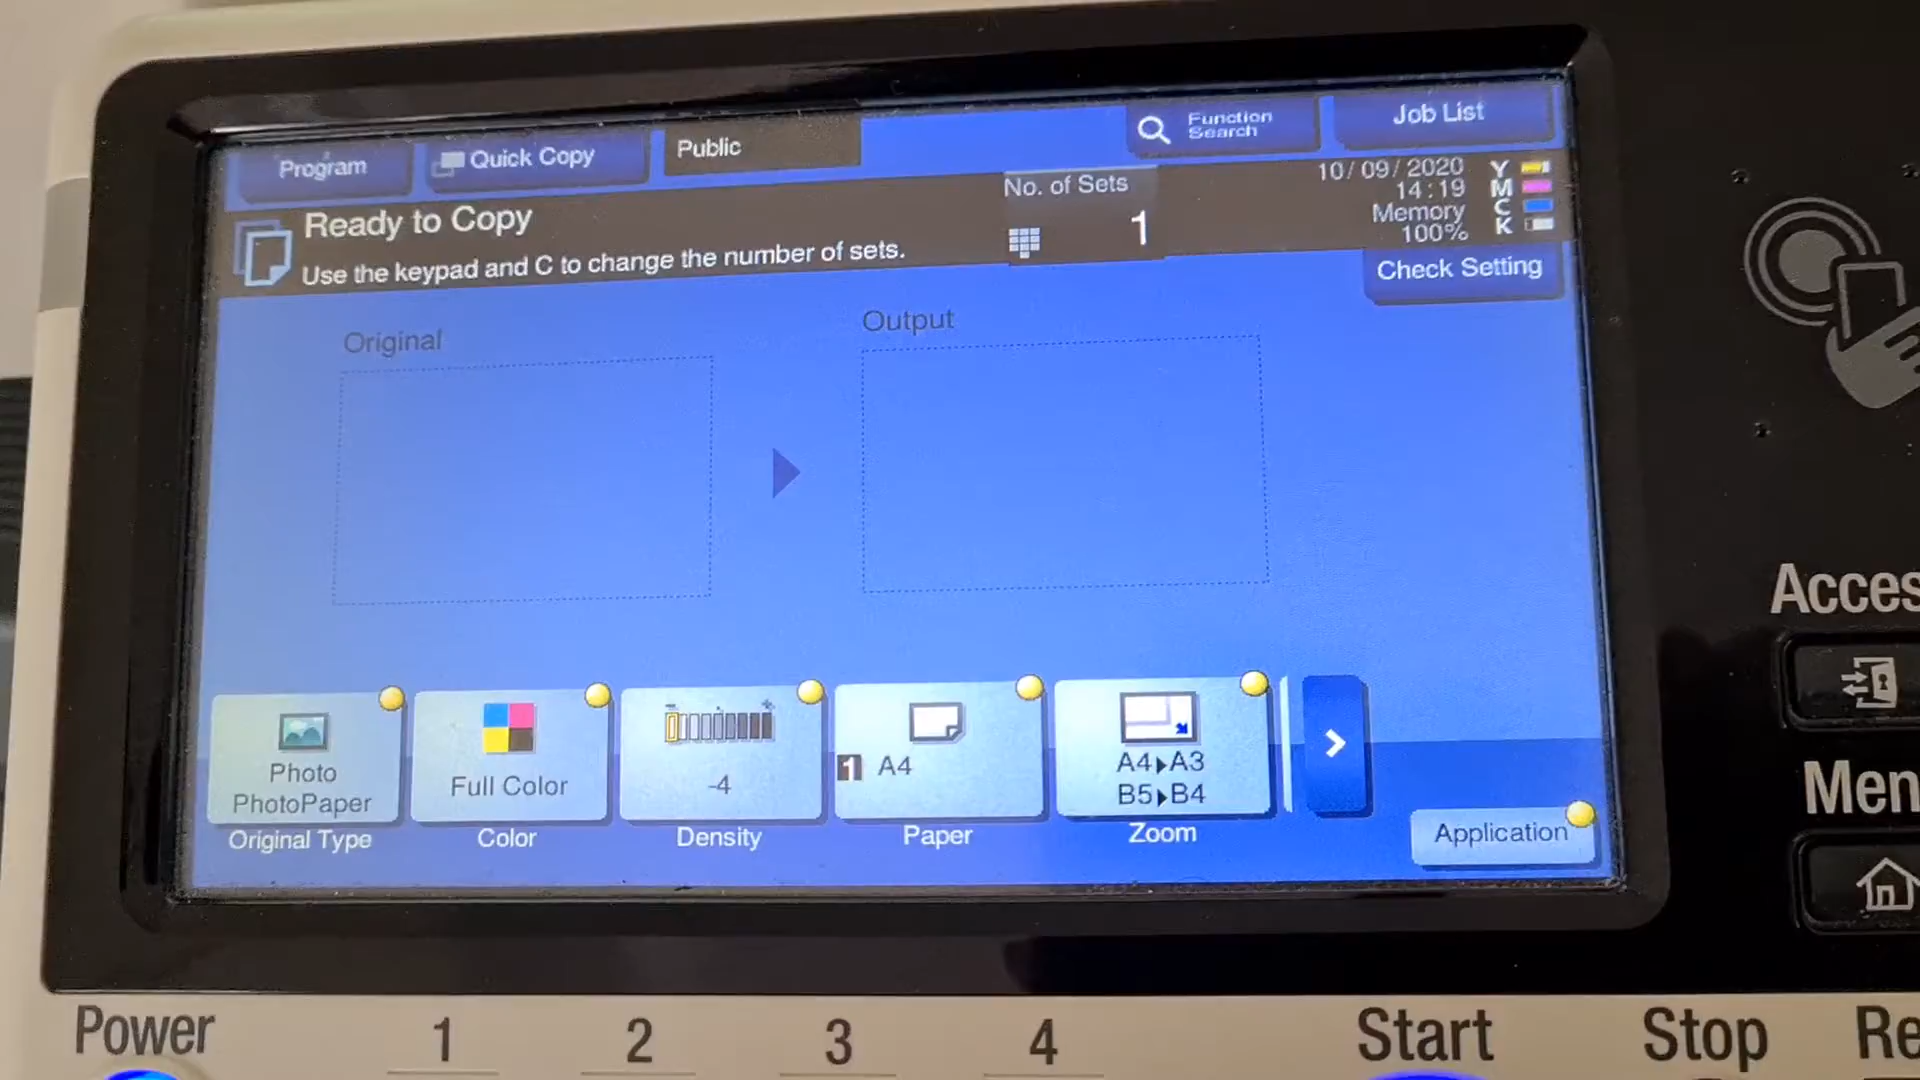 Program
Quick Copy
Public
Function
Search
Job List
Ready to Copy
Use the keypad and C to change the number of sets.
No. of Sets
1
10/09/2020
14:19
Memory
100%
Y
M
C
K
Check Setting
Original
Output
Photo
PhotoPaper
Original Type
Full Color
Color
- +
-4
Density
1 A4
Paper
A4▸A3
B5▸B4
Zoom
Application
Acces
Men
Power
1
2
3
4
Start
Stop
Re